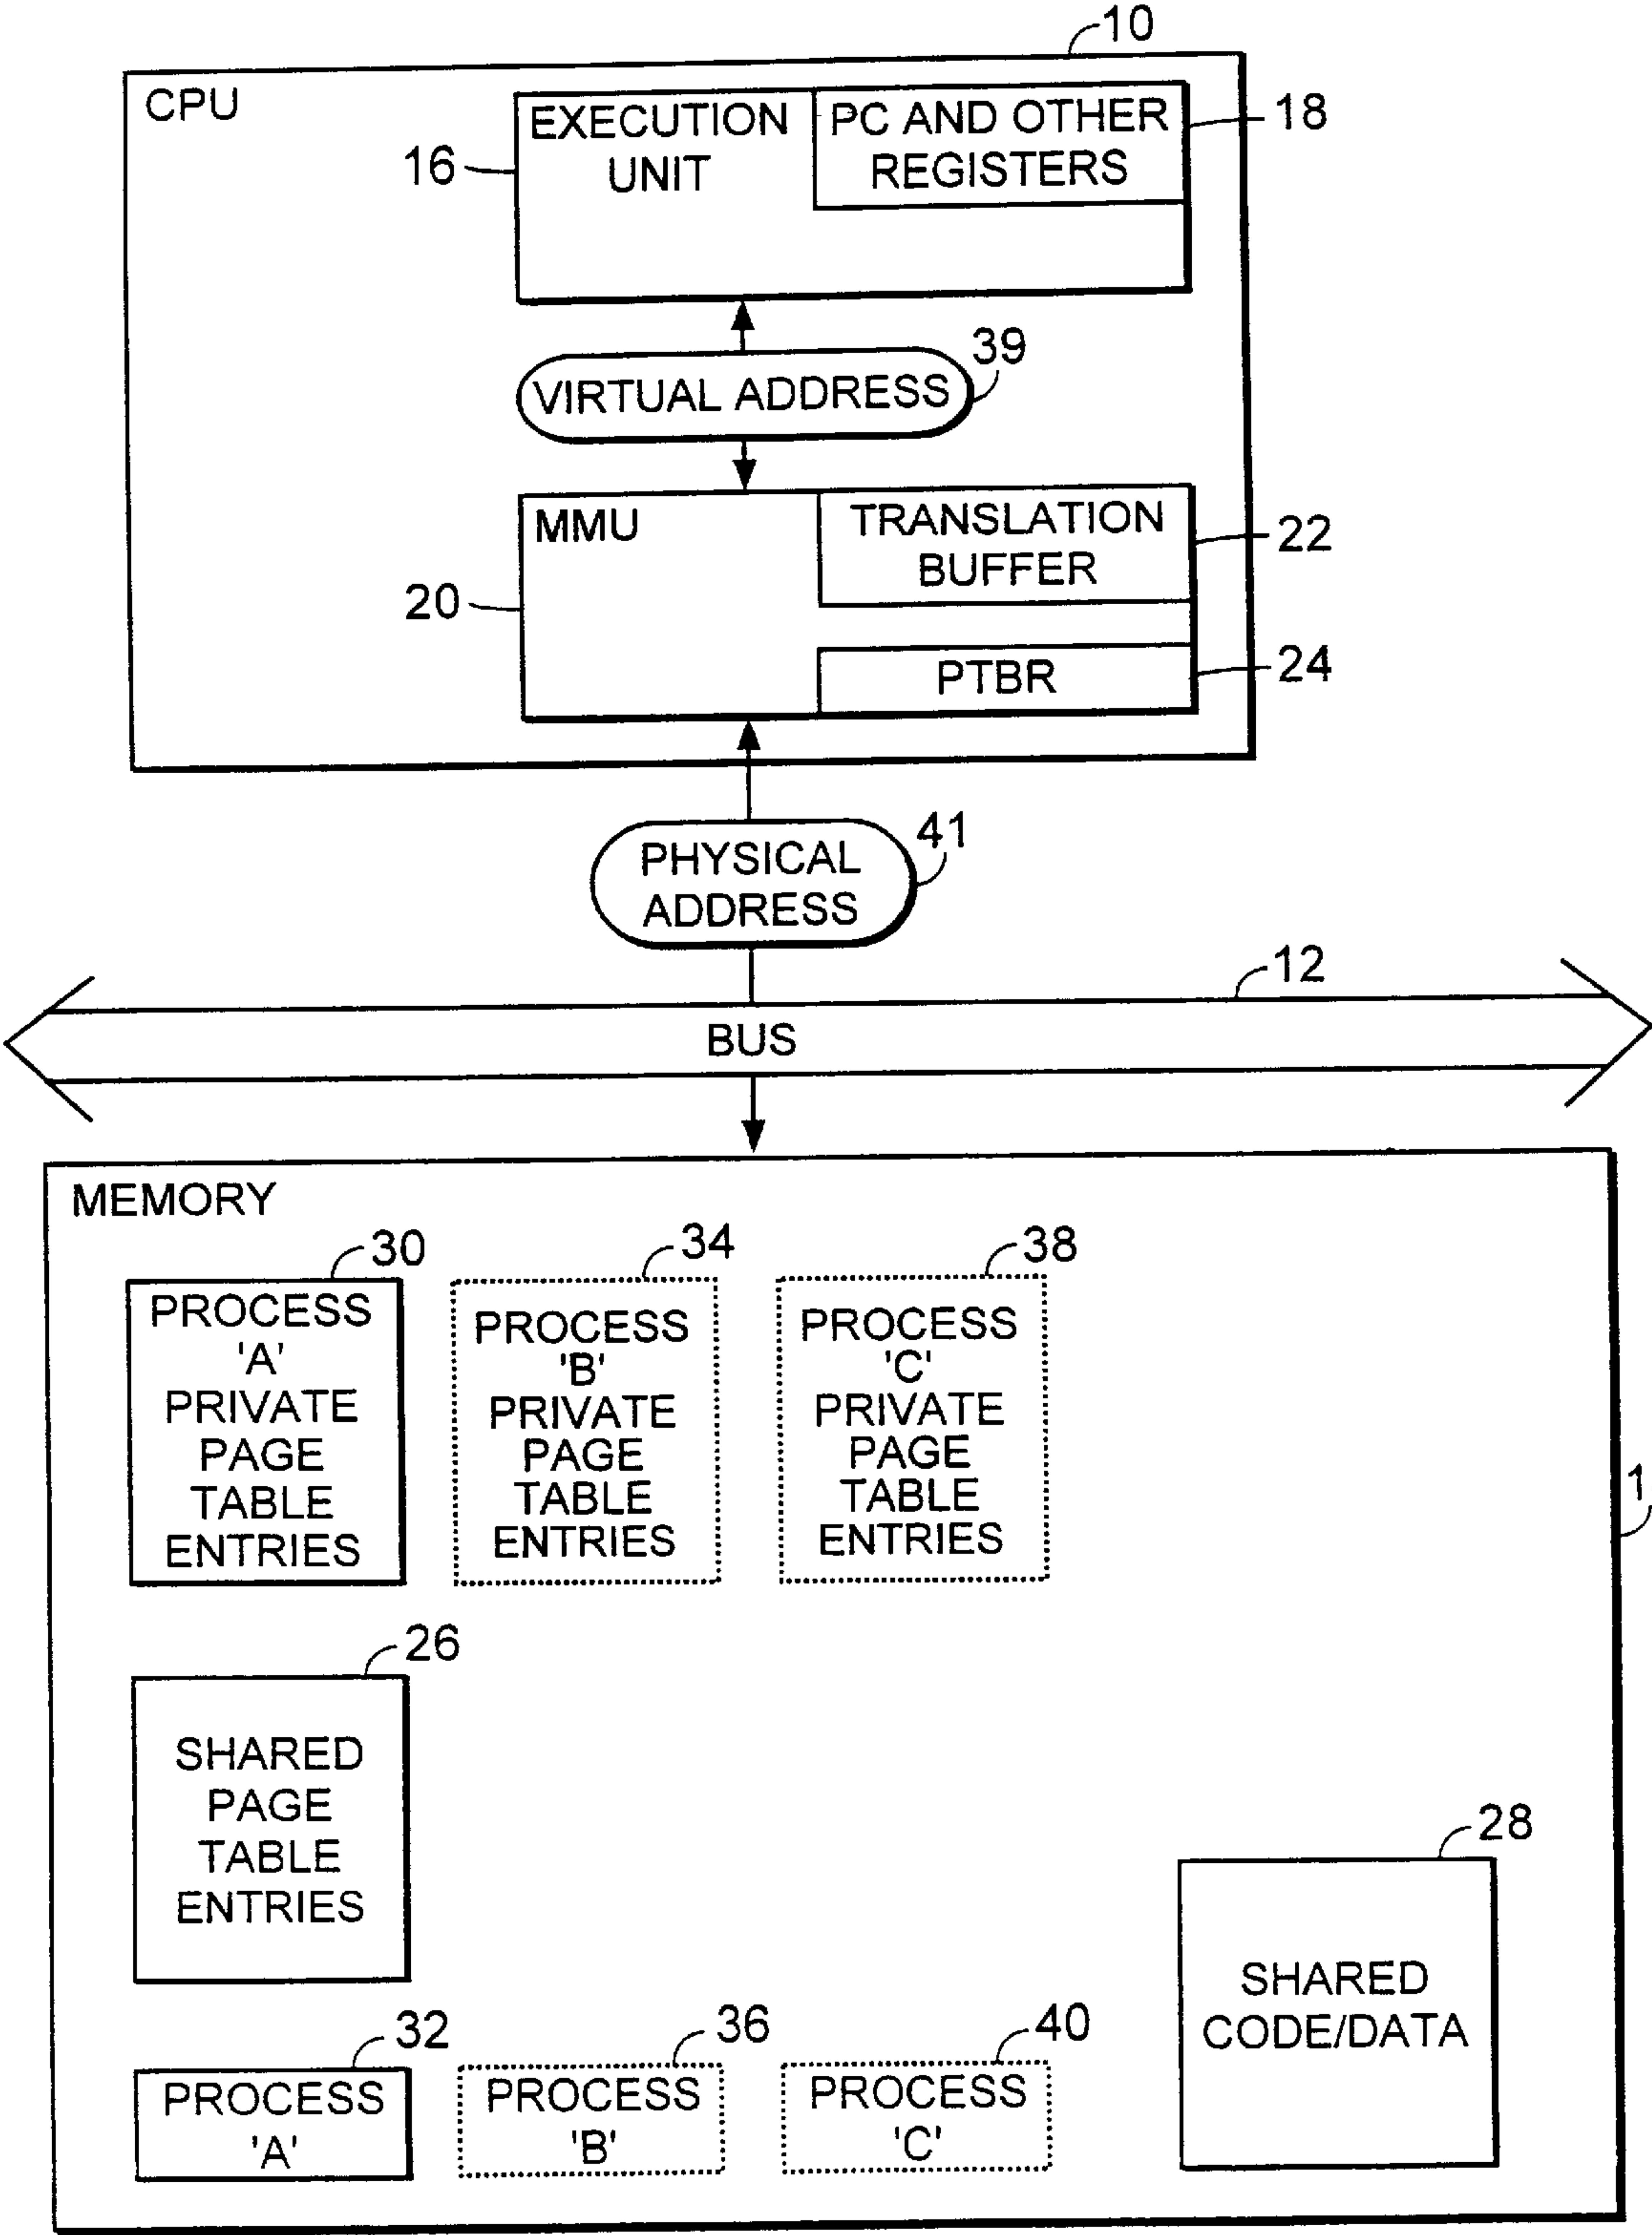 10
CPU
EXECUTION
UNIT
PC AND OTHER
REGISTERS
18
16
39
VIRTUAL ADDRESS
MMU
TRANSLATION
BUFFER
22
20
PTBR
24
41
PHYSICAL
ADDRESS
12
BUS
MEMORY
30
34
38
PROCESS
'A'
PRIVATE
PAGE
TABLE
ENTRIES
PROCESS
'B'
PRIVATE
PAGE
TABLE
ENTRIES
PROCESS
'C'
PRIVATE
PAGE
TABLE
ENTRIES
1
26
SHARED
PAGE
TABLE
ENTRIES
28
SHARED
CODE/DATA
32
36
40
PROCESS
'A'
PROCESS
'B'
PROCESS
'C'